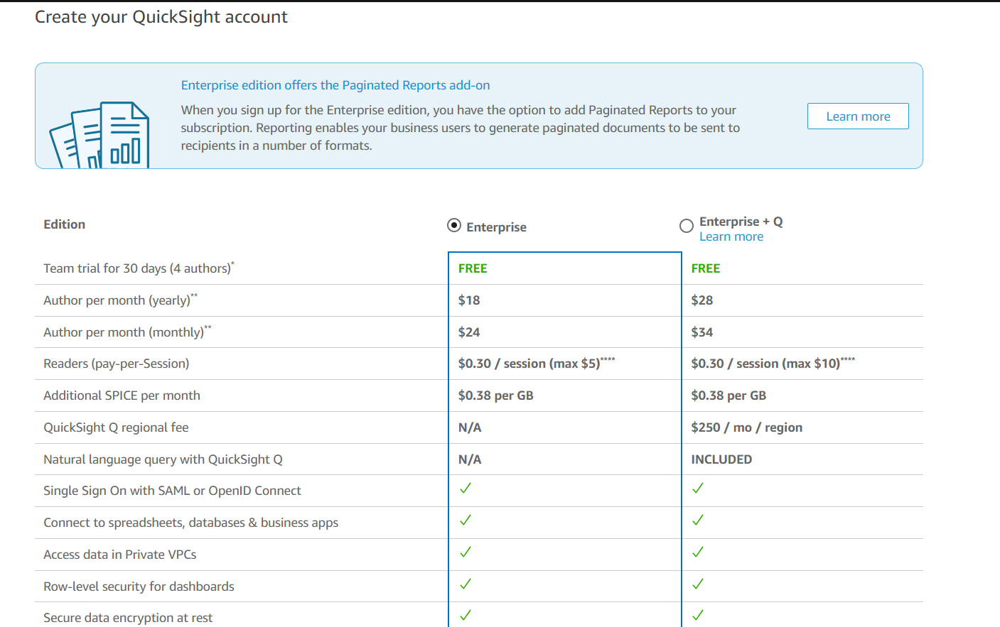 Create your QuickSight account
Enterprise edition offers the Paginated Reports add-on
When you sign up for the Enterprise edition, you have the option to add Paginated Reports to your
subscription. Reporting enables your business users to generate paginated documents to be sent to
recipients in a number of formats.
Learn more
Edition Enterprise Enterprise + Q
Learn more
Team trial for 30 days (4 authors)* FREE FREE
Author per month (yearly)** $18 $28
Author per month (monthly)** $24 $34
Readers (pay-per-Session) $0.30 / session (max $5)**** $0.30 / session (max $10)****
Additional SPICE per month $0.38 per GB $0.38 per GB
QuickSight Q regional fee N/A $250 / mo / region
Natural language query with QuickSight Q N/A INCLUDED
Single Sign On with SAML or OpenID Connect
Connect to spreadsheets, databases & business apps
Access data in Private VPCs
Row-level security for dashboards
Secure data encryption at rest